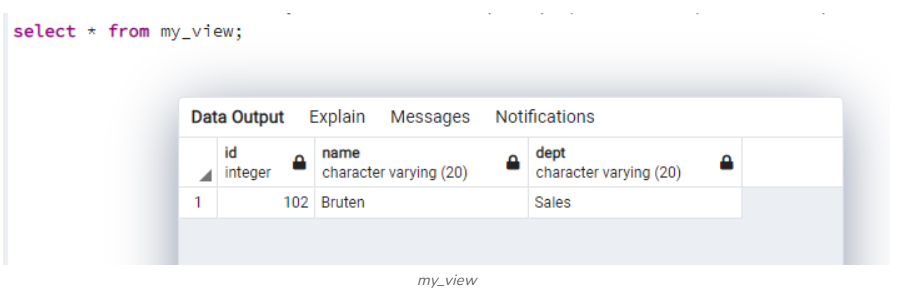 select * from my_view;
Data Output Explain Messages Notifications
id name dept
integer character varying (20) character varying (20)
1 102 Bruten Sales
my_view